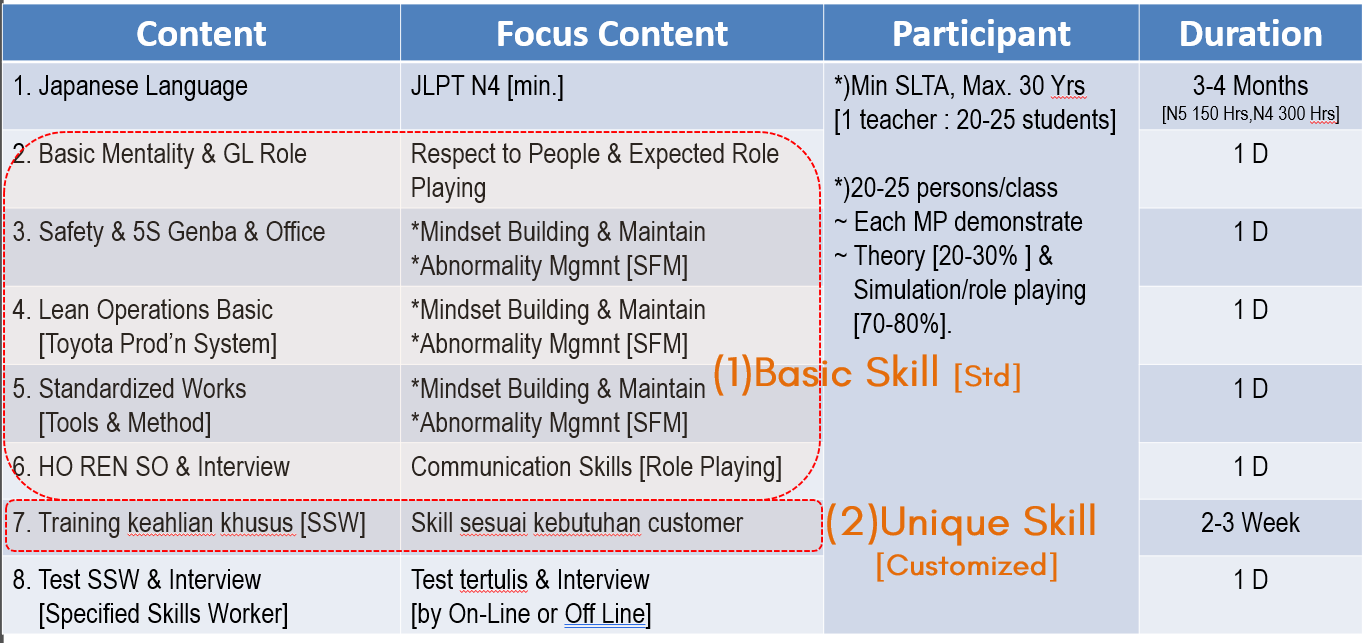 Content Focus Content Participant Duration
1. Japanese Language
JLPT N4 [min.]
*)Min SLTA, Max. 30 Yrs
[1 teacher : 20-25 students]
*)20-25 persons/class
~ Each MP demonstrate
~ Theory [20-30% ] &
Simulation/role playing
[70-80%].
3-4 Months
[N5 150 Hrs,N4 300 Hrs]
2. Basic Mentality & GL Role
Respect to People & Expected Role
Playing
1 D
3. Safety & 5S Genba & Office
*Mindset Building & Maintain
*Abnormality Mgmnt [SFM]
1 D
4. Lean Operations Basic
[Toyota Prod’n System]
*Mindset Building & Maintain
*Abnormality Mgmnt [SFM]
1 D
(1)Basic Skill [Std]
5. Standardized Works
[Tools & Method]
*Mindset Building & Maintain
*Abnormality Mgmnt [SFM]
1 D
6. HO REN SO & Interview
Communication Skills [Role Playing]
1 D
7. Training keahlian khusus [SSW]
Skill sesuai kebutuhan customer
(2)Unique Skill
[Customized]
2-3 Week
8. Test SSW & Interview
[Specified Skills Worker]
Test tertulis & Interview
[by On-Line or Off Line]
1 D